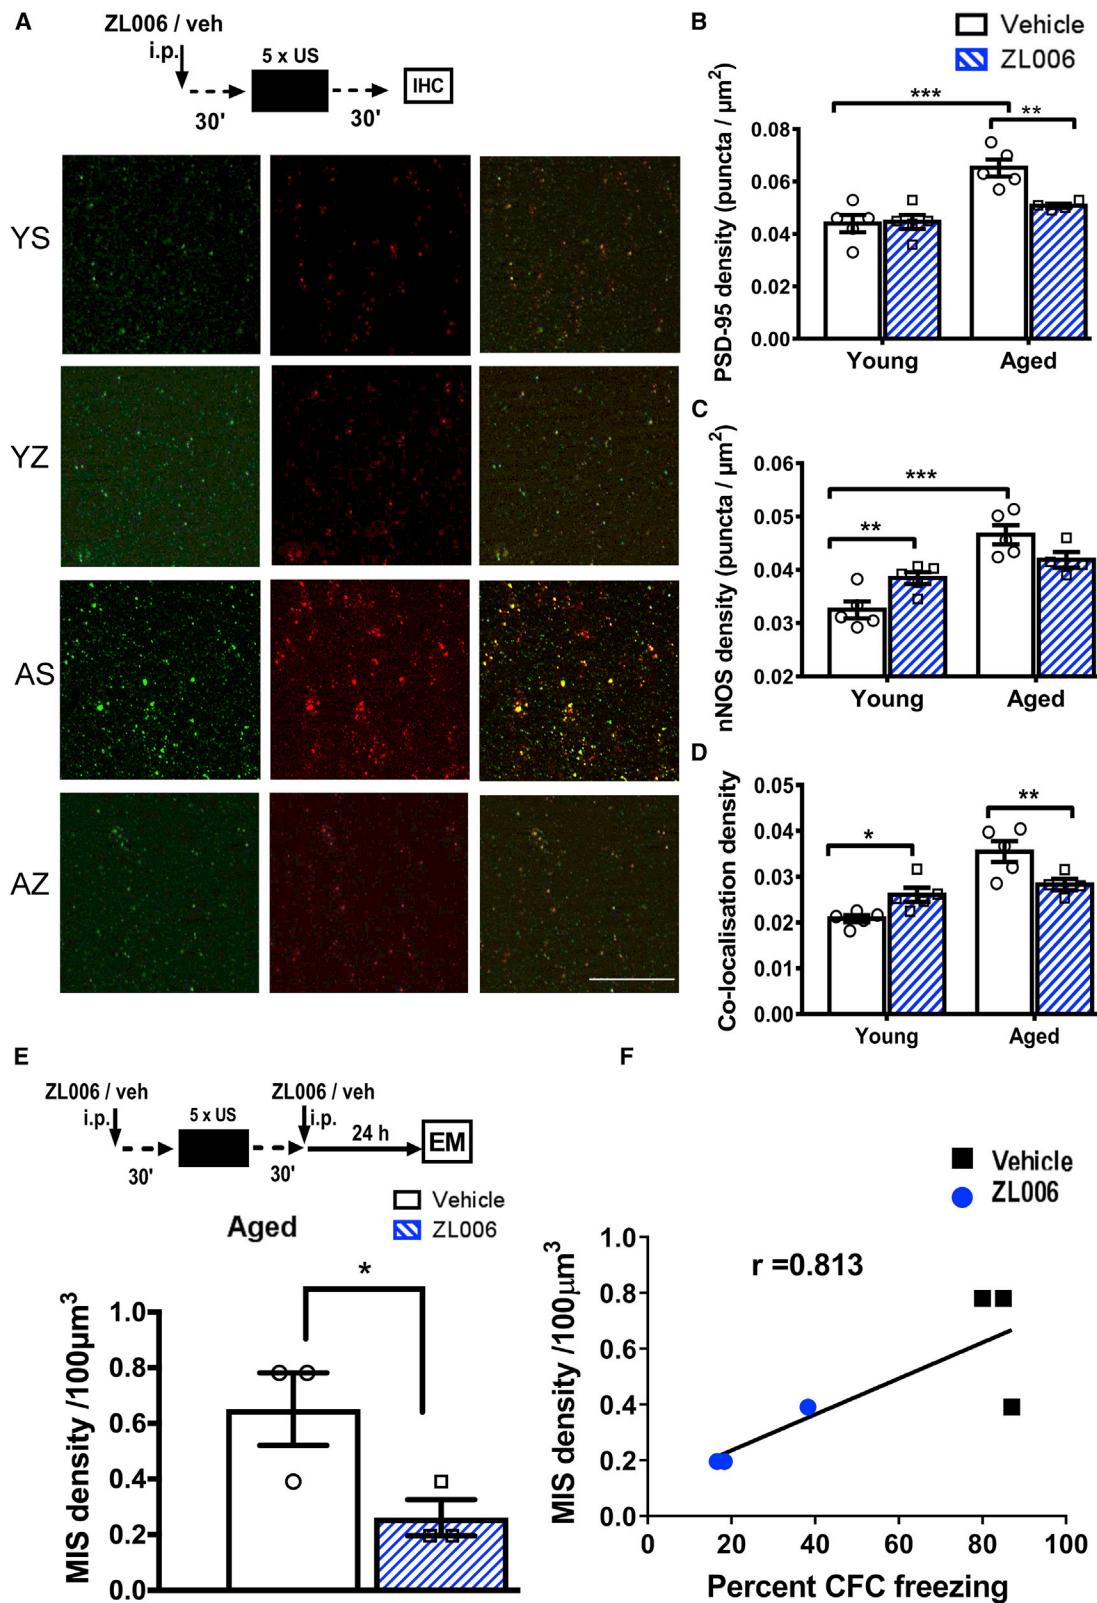 A
ZL006 / veh
i.p.
5 x US
IHC
30'
30'
YS
YZ
AS
AZ
B
Vehicle
ZL006
***
**
PSD-95 density (puncta / µm²)
0.08
0.06
0.04
0.02
0.00
Young
Aged
C
nNOS density (puncta / µm²)
0.06
0.05
0.04
0.03
0.02
***
**
Young
Aged
D
Co-localisation density
0.05
0.04
0.03
0.02
0.01
0.00
*
**
Young
Aged
E
ZL006 / veh
ZL006 / veh
i.p.
5 x US
i.p.
24 h
EM
30'
30'
Vehicle
ZL006
Aged
*
MIS density /100µm³
1.0
0.8
0.6
0.4
0.2
0.0
F
Vehicle
ZL006
r =0.813
MIS density /100µm³
1.0
0.8
0.6
0.4
0.2
0.0
0
20
40
60
80
100
Percent CFC freezing